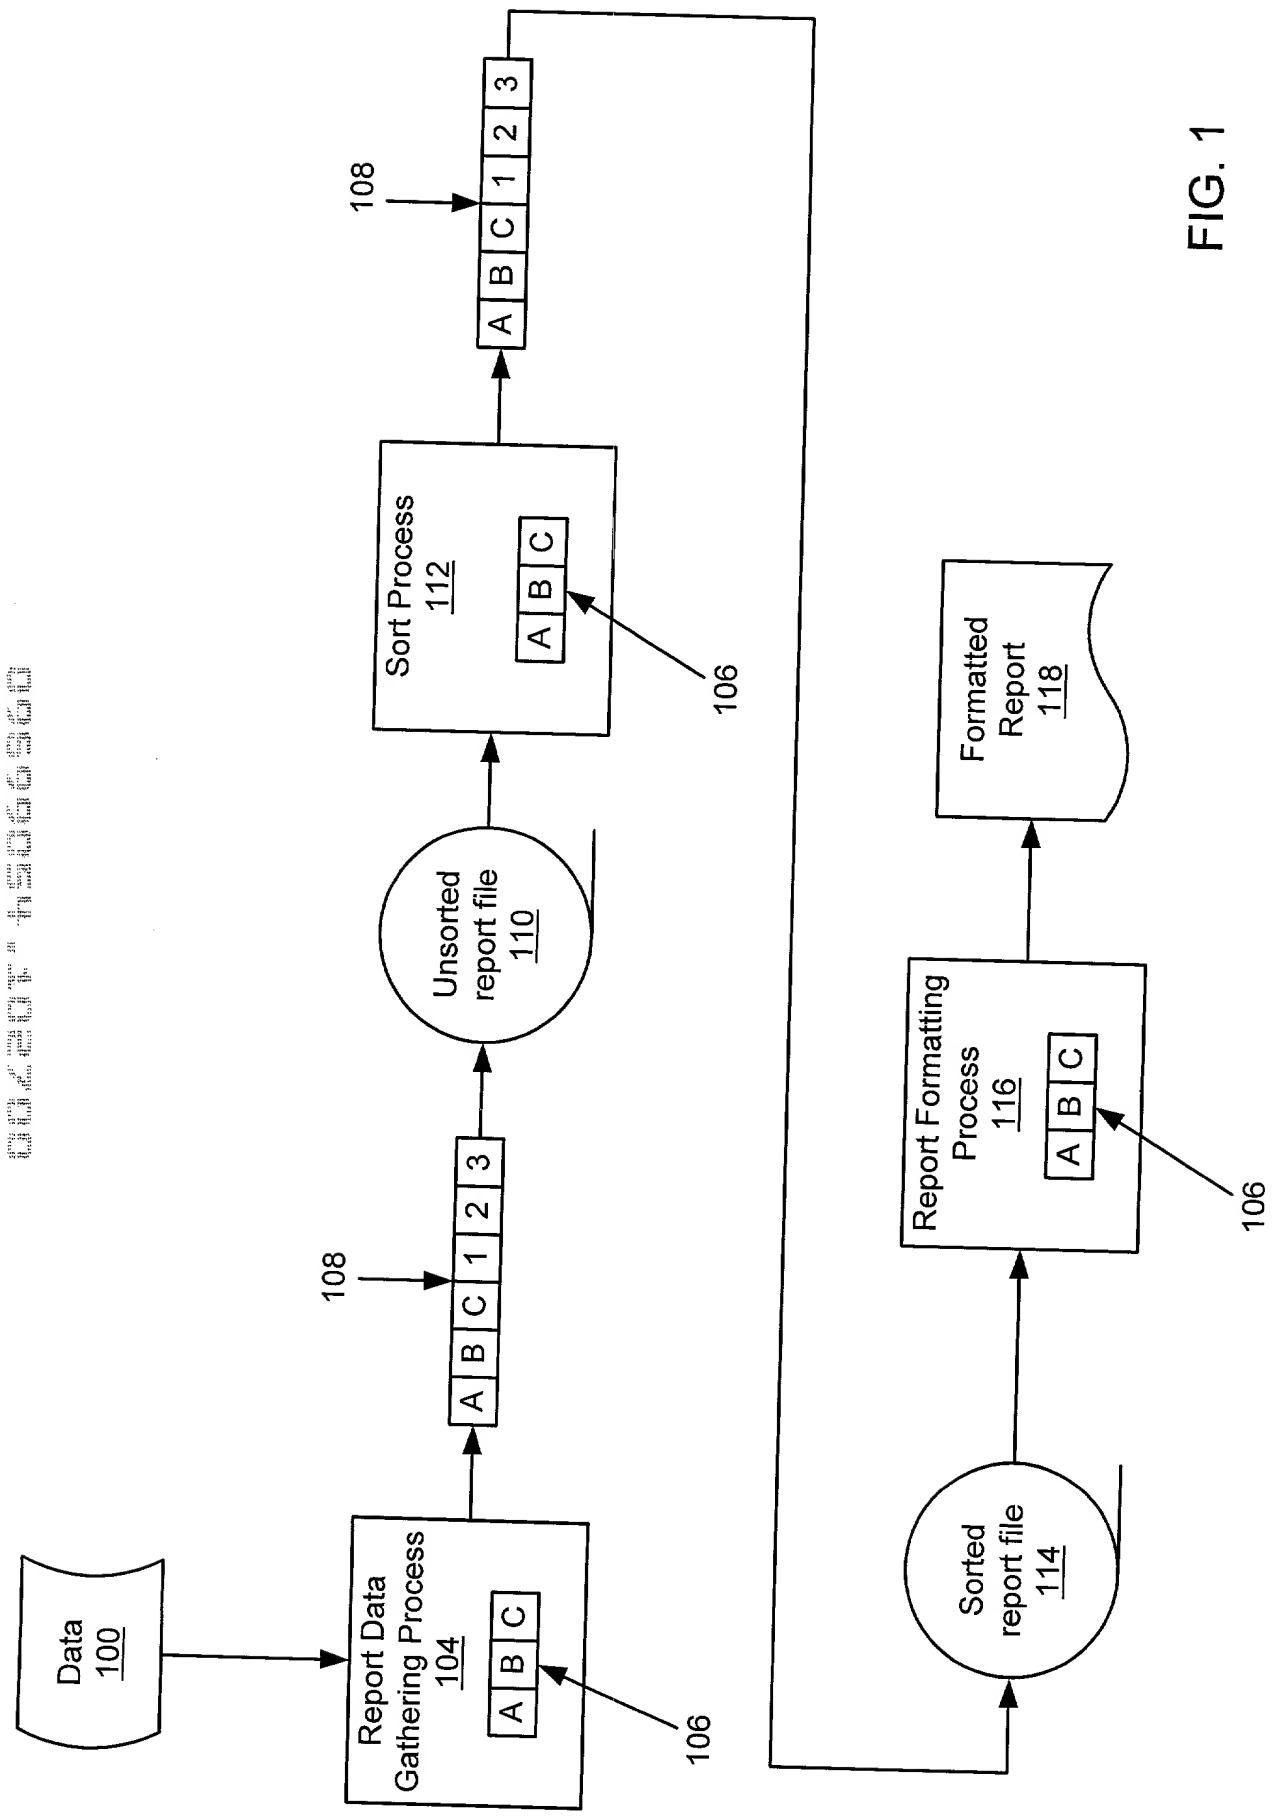 Data
100
Report Data
Gathering Process
104
A B C
106
108
A B C 1 2 3
Unsorted
report file
110
Sort Process
112
A B C
106
108
A B C 1 2 3
Sorted
report file
114
Report Formatting
Process
116
A B C
106
Formatted
Report
118
FIG. 1